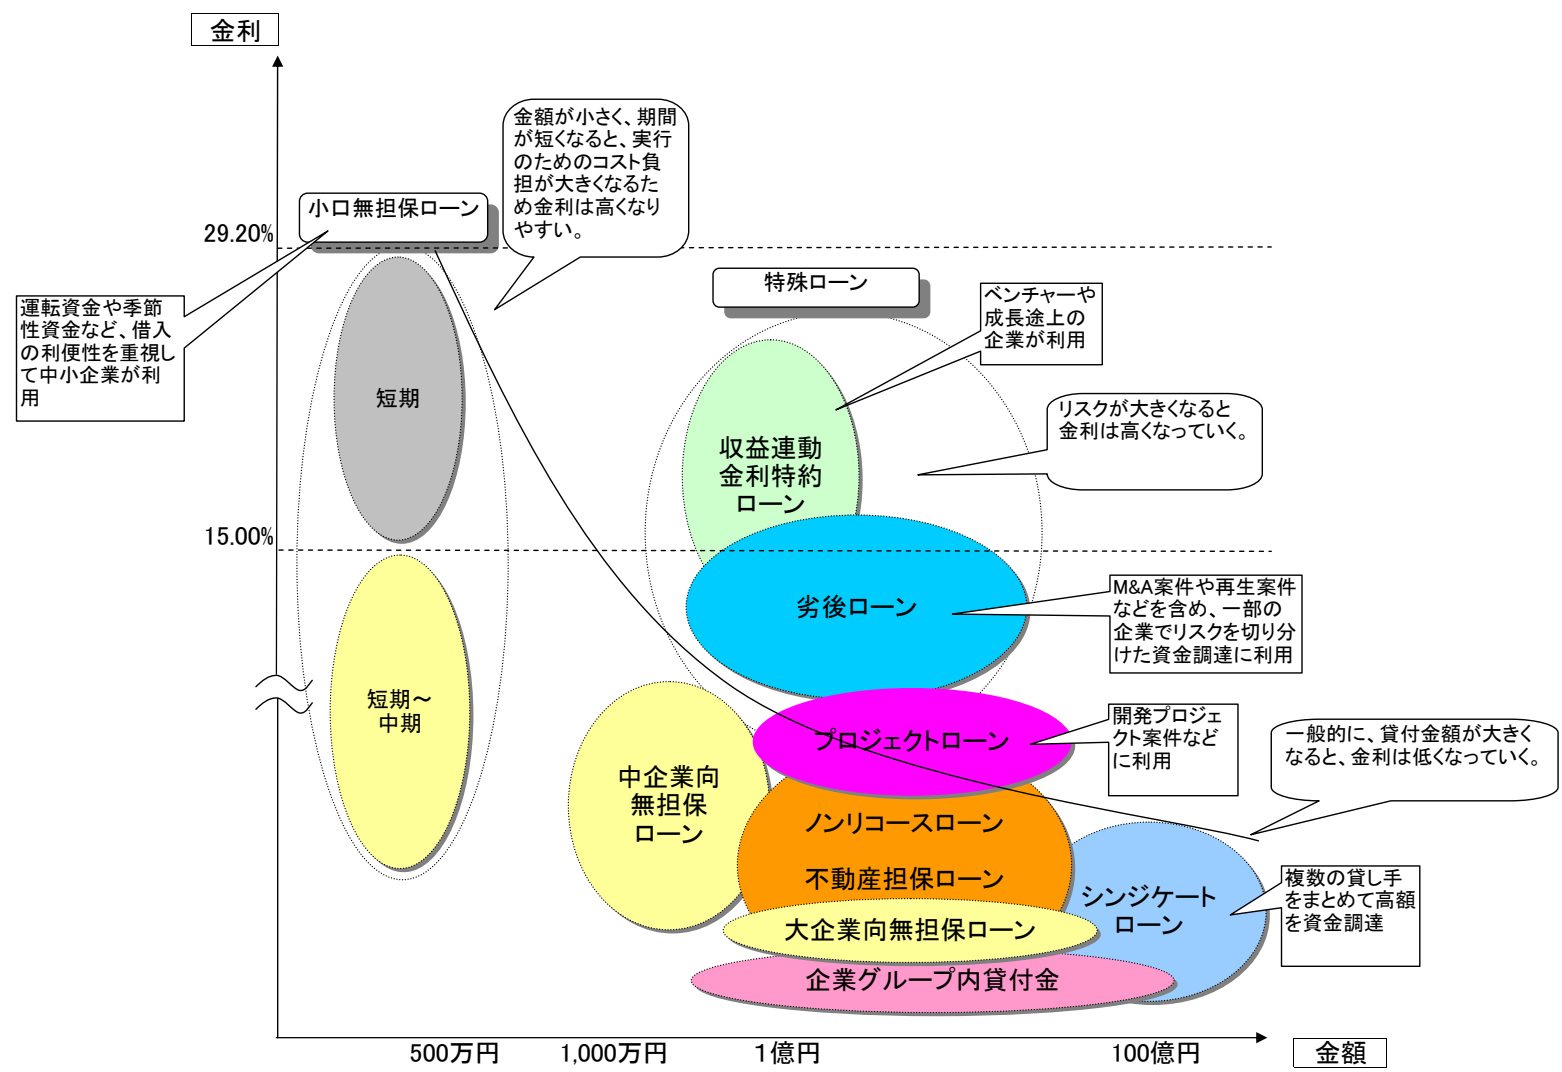 金利
金額が小さく、期間
が短くなると、実行
のためのコスト負
担が大きくなるた
め金利は高くなり
やすい。
小口無担保ローン
29.20%
特殊ローン
運転資金や季節
性資金など、借入
の利便性を重視し
て中小企業が利
用
ベンチャーや
成長途上の
企業が利用
短期
リスクが大きくなると
金利は高くなっていく。
収益連動
金利特約
ローン
15.00%
劣後ローン
M&A案件や再生案件
などを含め、一部の
企業でリスクを切り分
けた資金調達に利用
短期～
中期
プロジェクトローン
開発プロジェ
クト案件など
に利用
一般的に、貸付金額が大きく
なると、金利は低くなっていく。
中企業向
無担保
ローン
ノンリコースローン
不動産担保ローン
シンジケート
ローン
複数の貸し手
をまとめて高額
を資金調達
大企業向無担保ローン
企業グループ内貸付金
500万円
1,000万円
1億円
100億円
金額